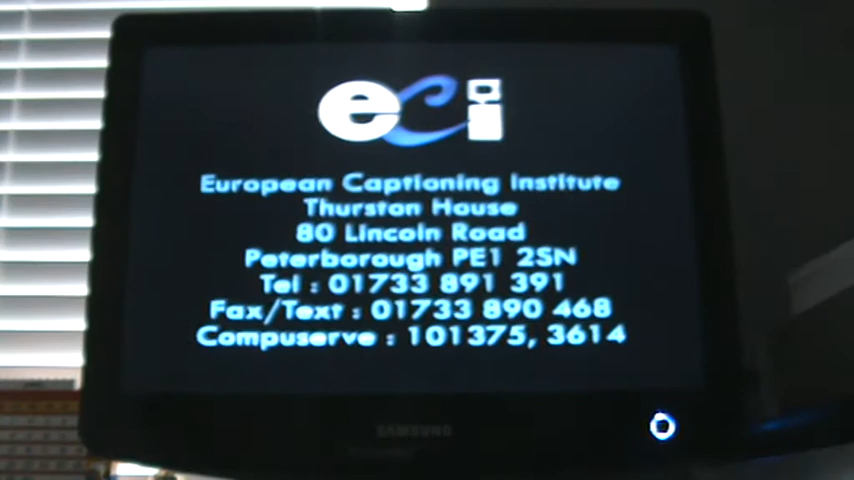 eci
European Captioning Institute
Thurston House
80 Lincoln Road
Peterborough PE1 2SN
Tel : 01733 891 391
Fax/Text : 01733 890 468
Compuserve : 101375, 3614
SAMSUNG